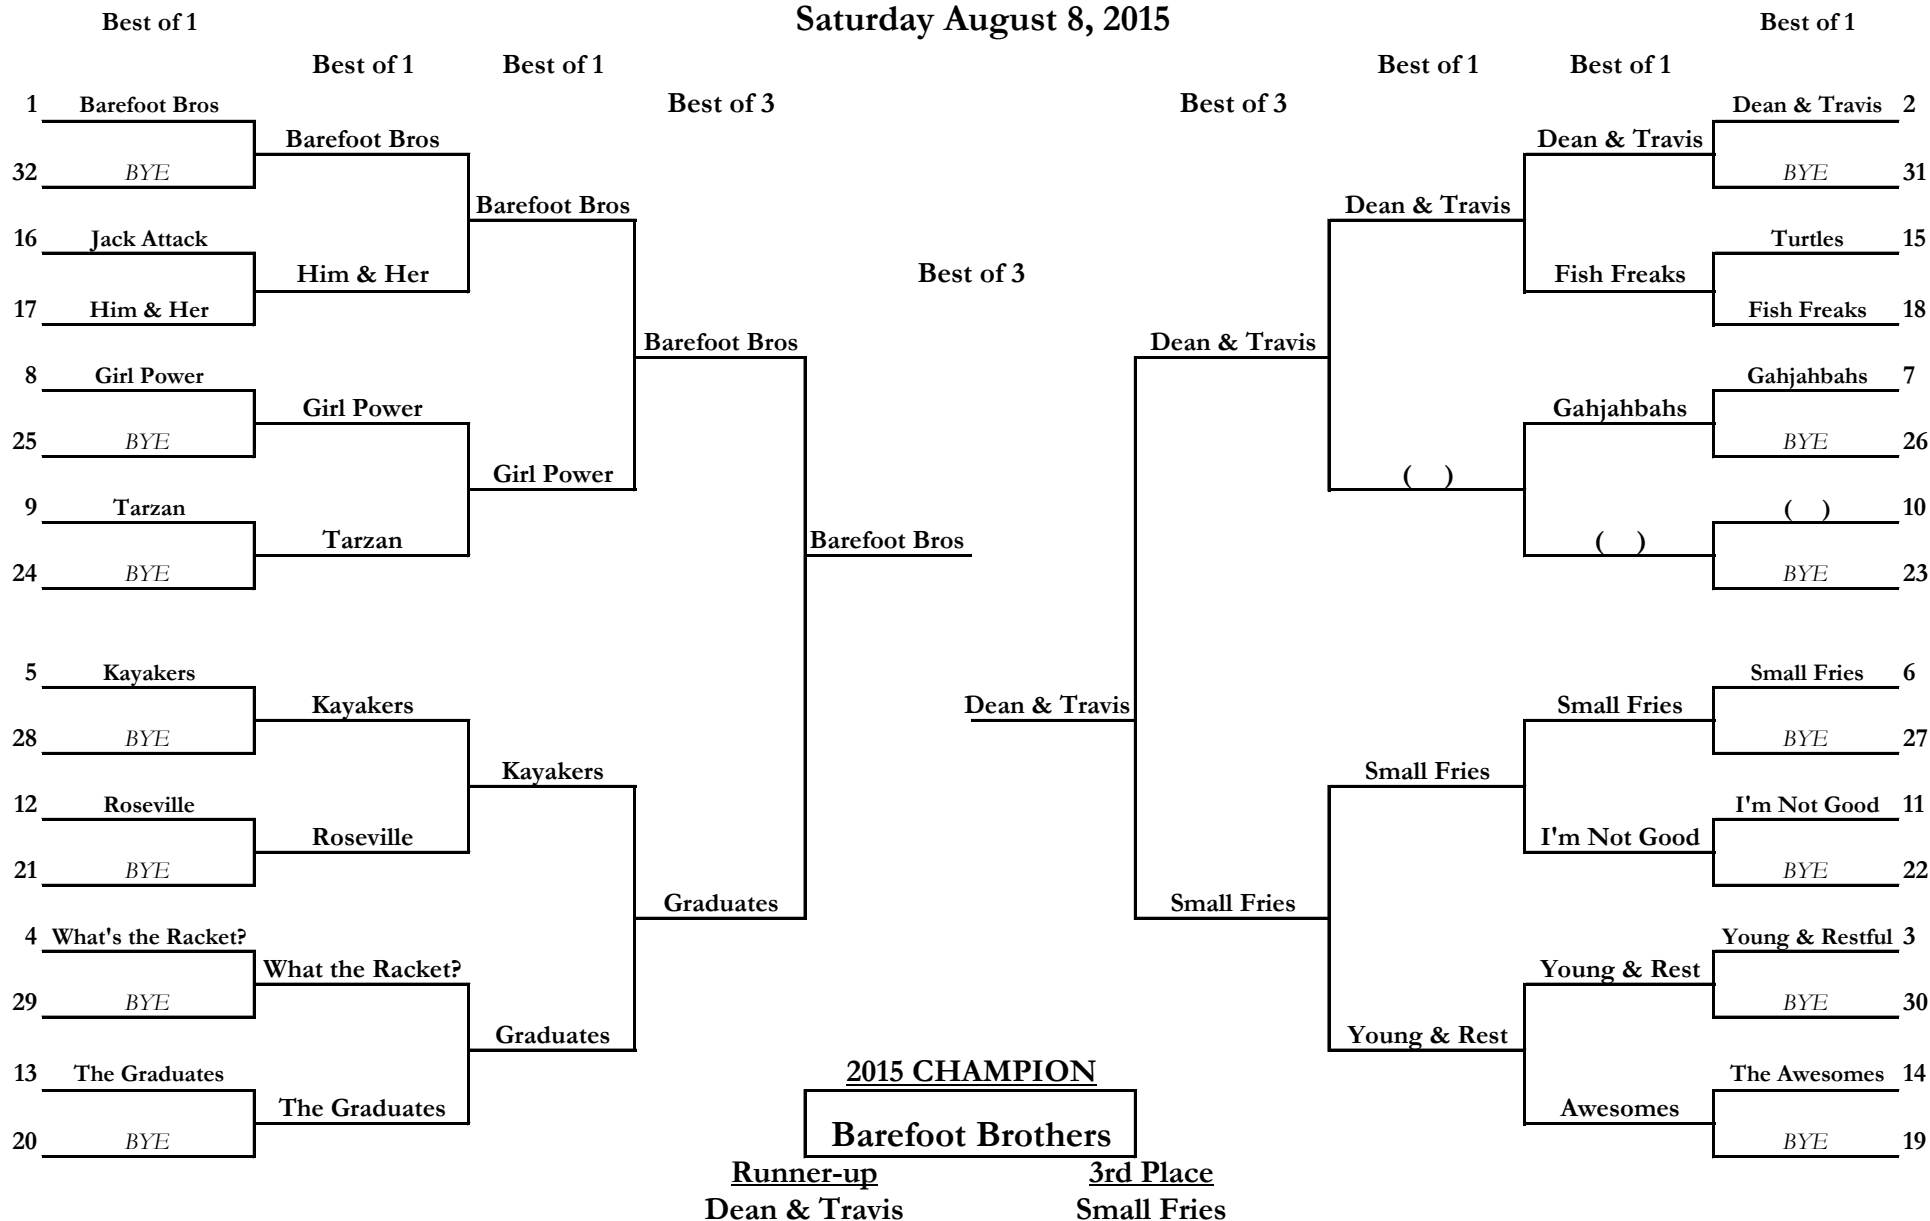 Saturday August 8, 2015
Best of 1
Best of 1
Best of 1
Best of 3
Best of 3
Best of 3
Best of 1
Best of 1
Best of 1
1 Barefoot Bros
32 BYE
16 Jack Attack
17 Him & Her
8 Girl Power
25 BYE
9 Tarzan
24 BYE
5 Kayakers
28 BYE
12 Roseville
21 BYE
4 What's the Racket?
29 BYE
13 The Graduates
20 BYE
Barefoot Bros
Him & Her
Girl Power
Tarzan
Kayakers
Roseville
What the Racket?
The Graduates
Barefoot Bros
Girl Power
Kayakers
Graduates
Barefoot Bros
Graduates
Barefoot Bros
Dean & Travis
Dean & Travis
Small Fries
Dean & Travis
( )
Small Fries
Young & Rest
Dean & Travis
Fish Freaks
Gahjahbahs
( )
Small Fries
I'm Not Good
Young & Rest
Awesomes
Dean & Travis 2
BYE 31
Turtles 15
Fish Freaks 18
Gahjahbahs 7
BYE 26
( ) 10
BYE 23
Small Fries 6
BYE 27
I'm Not Good 11
BYE 22
Young & Restful 3
BYE 30
The Awesomes 14
BYE 19
2015 CHAMPION
Barefoot Brothers
Runner-up 3rd Place
Dean & Travis Small Fries